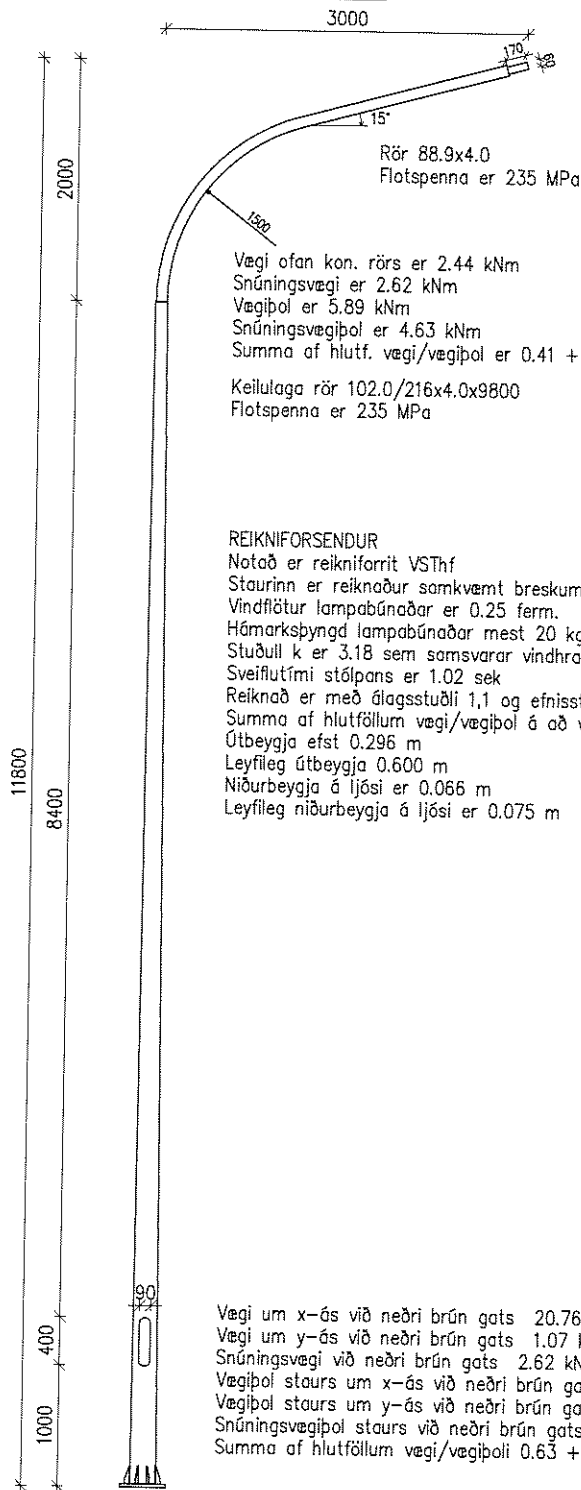 3000
170
60
15°
Rör 88.9x4.0
Flotspenna er 235 MPa
1500
2000
Vægi ofan kon. rörs er 2.44 kNm
Snúningsvægi er 2.62 kNm
Vægiþol er 5.89 kNm
Snúningsvægiþol er 4.63 kNm
Summa af hlutf. vægi/vægiþol er 0.41 +
Keilulaga rör 102.0/216x4.0x9800
Flotspenna er 235 MPa
REIKNIFORSENDUR
Notað er reikniforrit VSThf
Staurinn er reiknaður samkvæmt breskum
Vindflötur lampabúnaðar er 0.25 ferm.
Hámarksþyngd lampabúnaðar mest 20 kg
Stuðull k er 3.18 sem samsvarar vindhra
Sveiflutími stólpans er 1.02 sek
Reiknað er með álagsstuðli 1,1 og efnisst
Summa af hlutföllum vægi/vægiþol á að v
Útbeygja efst 0.296 m
Leyfileg útbeygja 0.600 m
Niðurbeygja á ljósi er 0.066 m
Leyfileg niðurbeygja á ljósi er 0.075 m
11800
8400
90
400
1000
Vægi um x-ás við neðri brún gats 20.76
Vægi um y-ás við neðri brún gats 1.07 k
Snúningsvægi við neðri brún gats 2.62 kN
Vægiþol staurs um x-ás við neðri brún ga
Vægiþol staurs um y-ás við neðri brún ga
Snúningsvægiþol staurs við neðri brún gats
Summa af hlutföllum vægi/vægiþoli 0.63 +